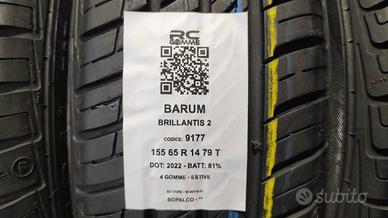 RC
GOMME
BARUM
BRILLANTIS 2
CODICE: 9177
155 65 R 14 79 T
DOT: 2022 - BATT: 81%
4 GOMME - ESTIVE
SOPALCO - **
subito